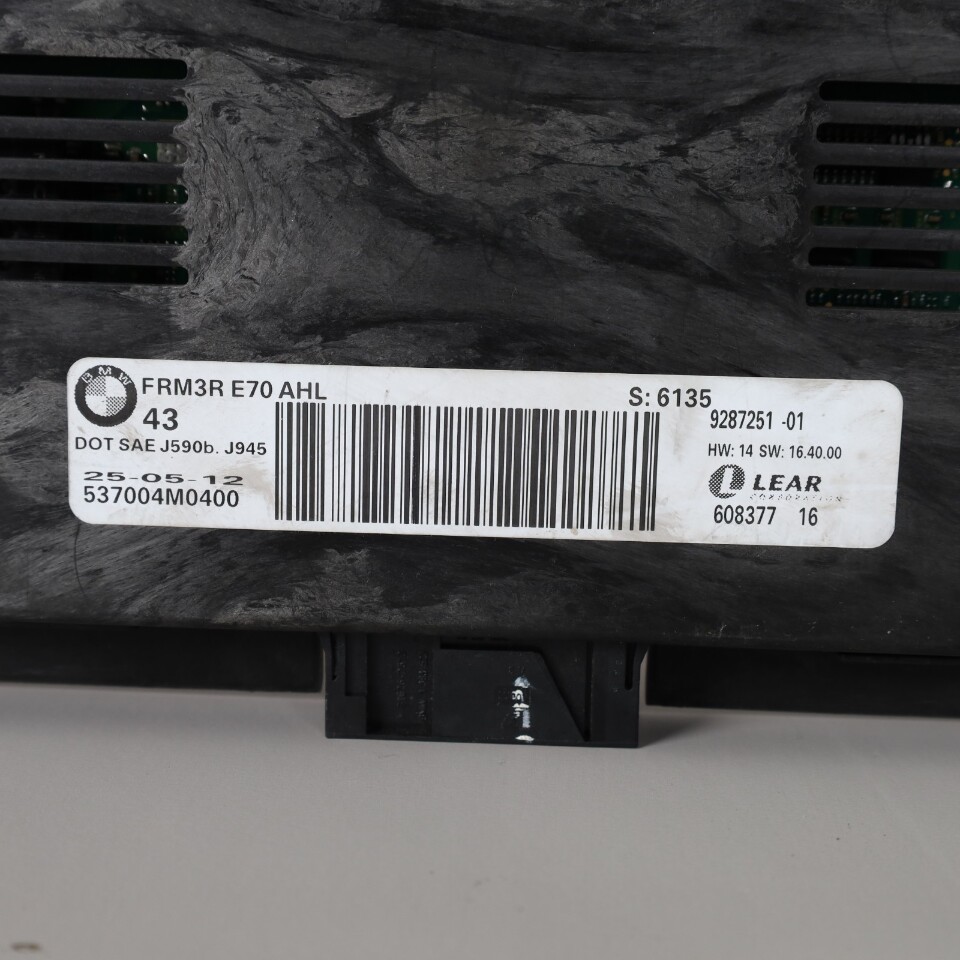 BMW
FRM3R E70 AHL
43
DOT SAE J590b. J945
25-05-12
537004M0400
S: 6135
9287251 -01
HW: 14 SW: 16.40.00
LEAR
CORPORATION
608377 16